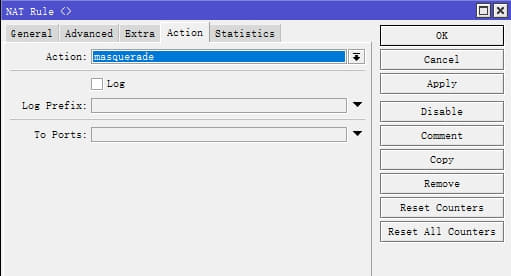 NAT Rule <>
General Advanced Extra Action Statistics
Action: masquerade
Log
Log Prefix:
To Ports:
OK
Cancel
Apply
Disable
Comment
Copy
Remove
Reset Counters
Reset All Counters